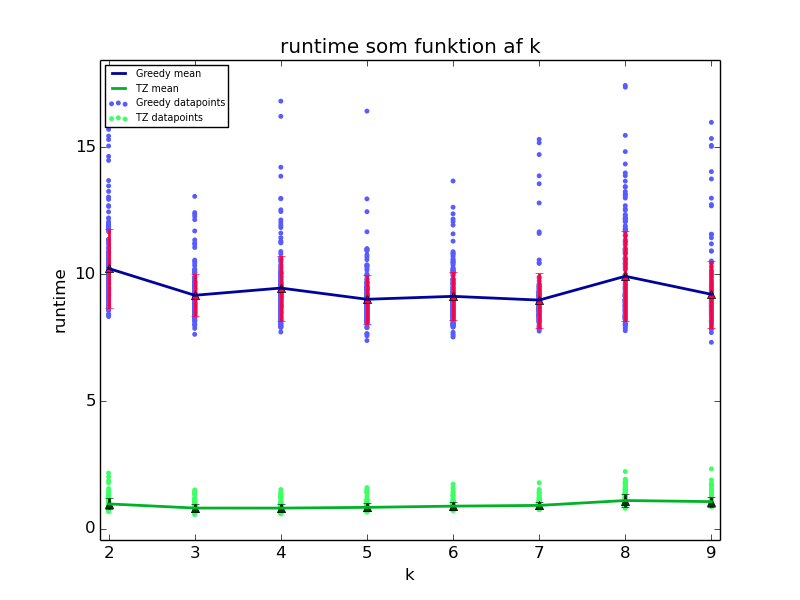 runtime som funktion af k
Greedy mean
TZ mean
Greedy datapoints
TZ datapoints
15
10
5
0
runtime
2 3 4 5 6 7 8 9
k